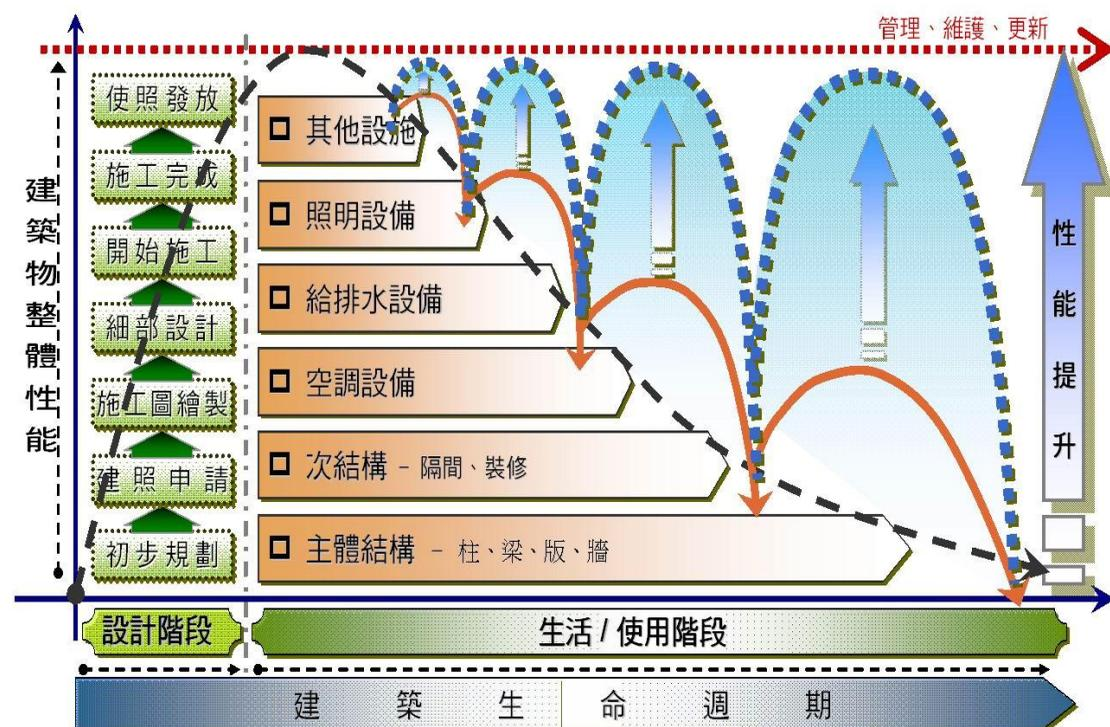 管理、維護、更新
建築物整體性能
使照發放
施工完成
開始施工
細部設計
施工圖繪製
建照申請
初步規劃
其他設施
照明設備
給排水設備
空調設備
次結構 – 隔間、裝修
主體結構 – 柱、梁、版、牆
性能提升
設計階段
生活 / 使用階段
建築生命週期